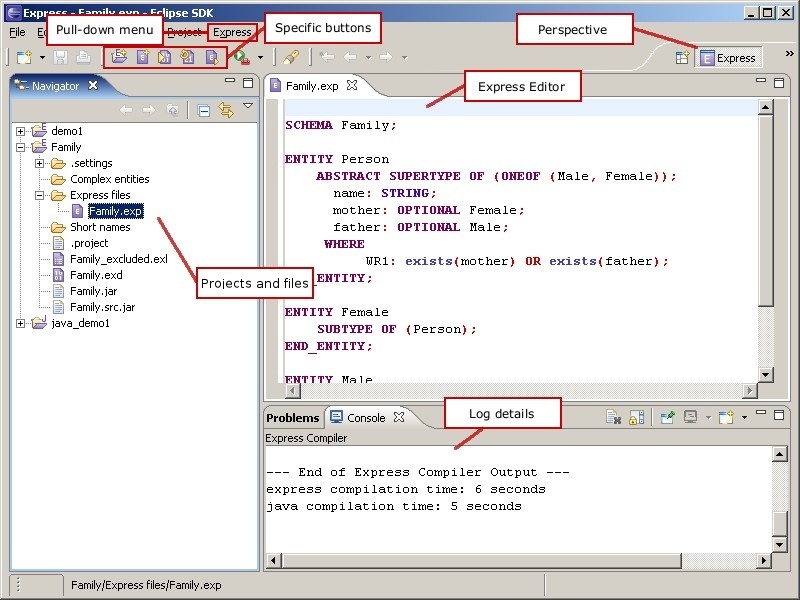 Express - Family.exp - Eclipse SDK
File
Project Express
Pull-down menu
Specific buttons
Perspective
Express
Navigator
Family.exp
Express Editor
demo1
Family
.settings
Complex entities
Express files
Family.exp
Short names
.project
Family_excluded.exl
Family.exd
Family.jar
Family.src.jar
java_demo1
Projects and files
SCHEMA Family;
ENTITY Person
ABSTRACT SUPERTYPE OF (ONEOF (Male, Female));
name: STRING;
mother: OPTIONAL Female;
father: OPTIONAL Male;
WHERE
WR1: exists(mother) OR exists(father);
_ENTITY;
ENTITY Female
SUBTYPE OF (Person);
END_ENTITY;
ENTITY Male
Problems Console
Log details
Express Compiler
--- End of Express Compiler Output ---
express compilation time: 6 seconds
java compilation time: 5 seconds
Family/Express files/Family.exp